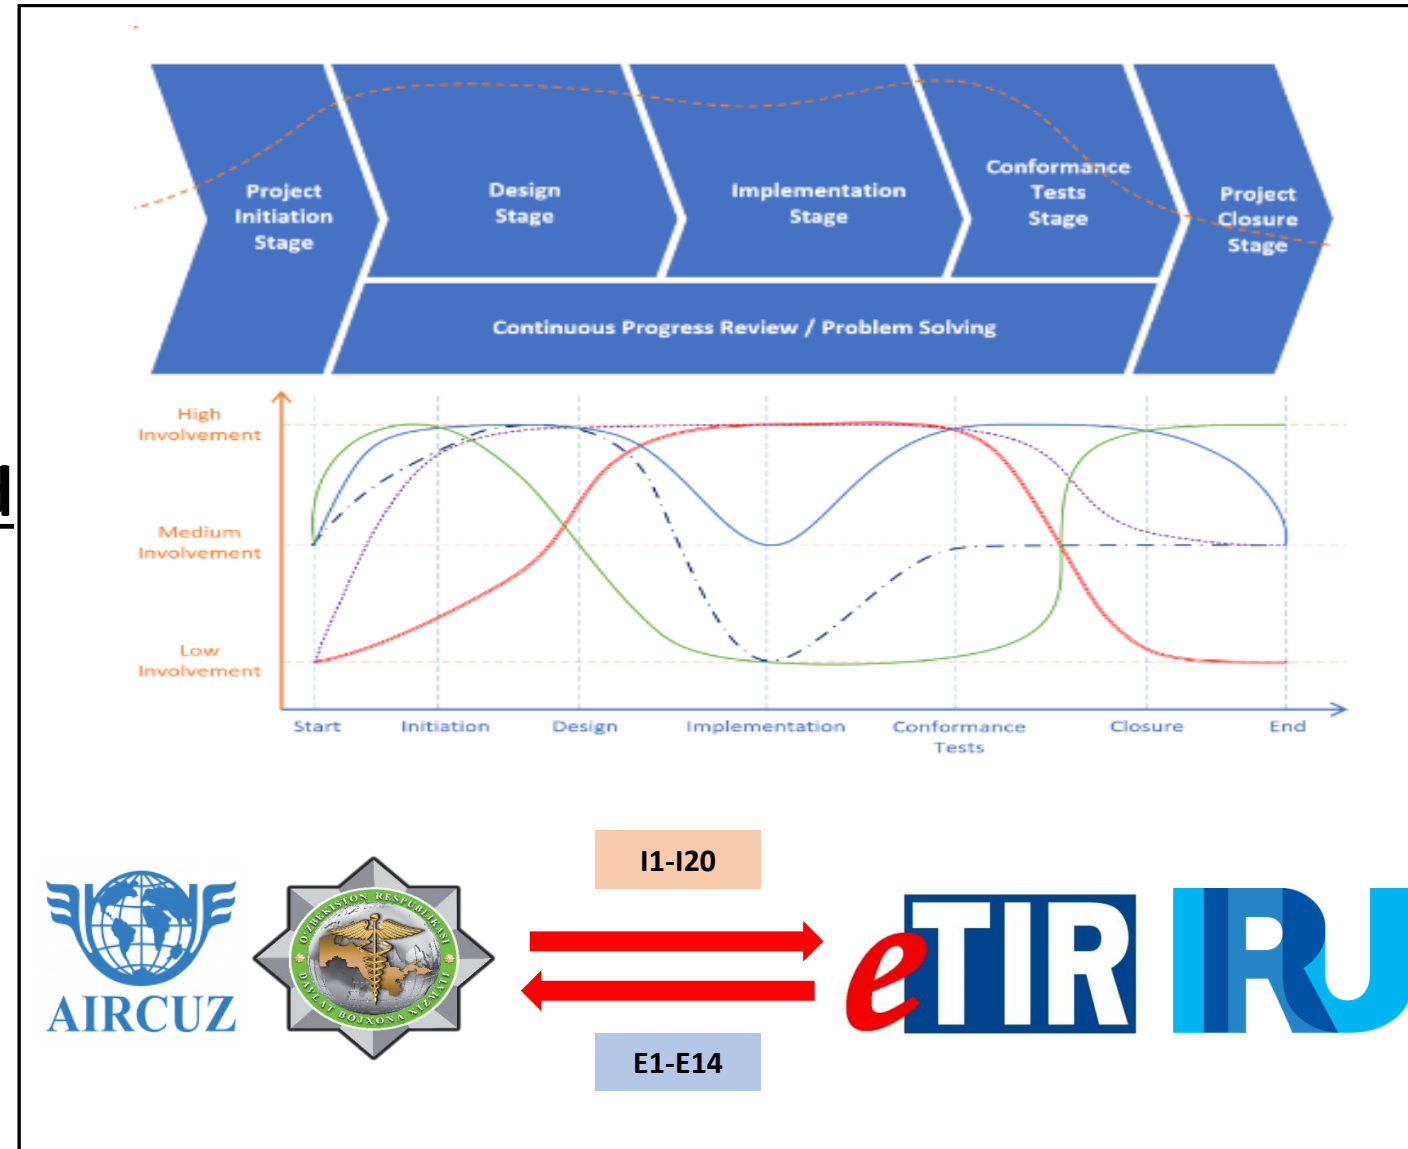 Project
Initiation
Stage
Design
Stage
Implementation
Stage
Conformance
Tests
Stage
Project
Closure
Stage
Continuous Progress Review / Problem Solving
High
Involvement
Medium
Involvement
Low
Involvement
Start
Initiation
Design
Implementation
Conformance
Tests
Closure
End
I1-I20
AIRCUZ
O'ZBEKISTON RESPUBLIKASI
DAVLAT BOJXONA XIZMATI
eTIR
IRU
E1-E14